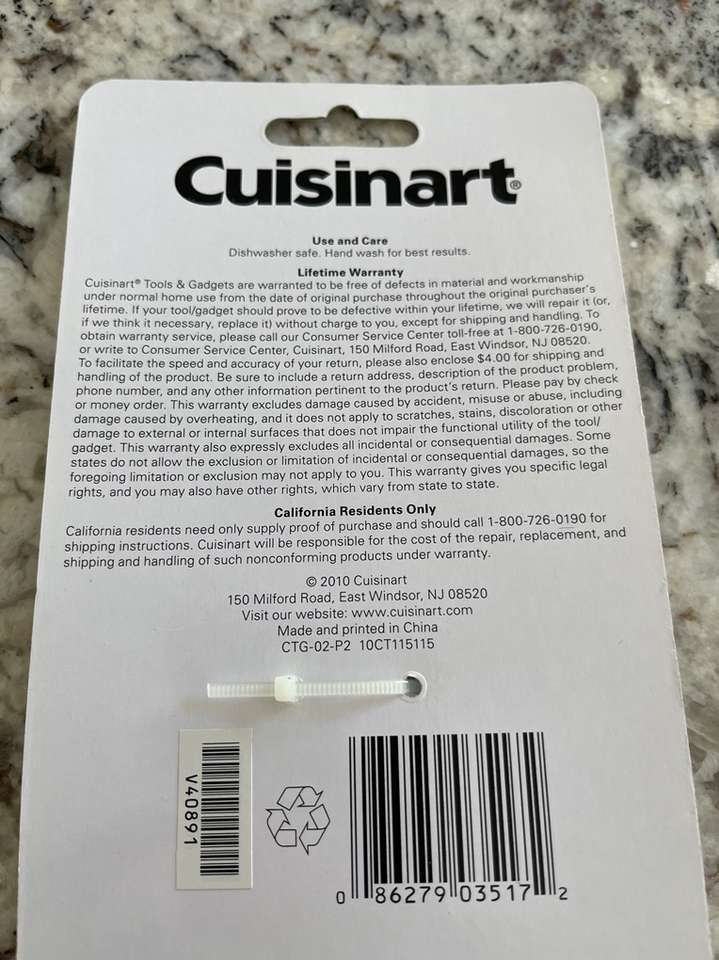 Cuisinart®
Use and Care
Dishwasher safe. Hand wash for best results.
Lifetime Warranty
Cuisinart® Tools & Gadgets are warranted to be free of defects in material and workmanship
under normal home use from the date of original purchase throughout the original purchaser's
lifetime. If your tool/gadget should prove to be defective within your lifetime, we will repair it (or,
if we think it necessary, replace it) without charge to you, except for shipping and handling. To
obtain warranty service, please call our Consumer Service Center toll-free at 1-800-726-0190,
or write to Consumer Service Center, Cuisinart, 150 Milford Road, East Windsor, NJ 08520.
To facilitate the speed and accuracy of your return, please also enclose $4.00 for shipping and
handling of the product. Be sure to include a return address, description of the product problem,
phone number, and any other information pertinent to the product's return. Please pay by check
or money order. This warranty excludes damage caused by accident, misuse or abuse, including
damage caused by overheating, and it does not apply to scratches, stains, discoloration or other
damage to external or internal surfaces that does not impair the functional utility of the tool/
gadget. This warranty also expressly excludes all incidental or consequential damages. Some
states do not allow the exclusion or limitation of incidental or consequential damages, so the
foregoing limitation or exclusion may not apply to you. This warranty gives you specific legal
rights, and you may also have other rights, which vary from state to state.
California Residents Only
California residents need only supply proof of purchase and should call 1-800-726-0190 for
shipping instructions. Cuisinart will be responsible for the cost of the repair, replacement, and
shipping and handling of such nonconforming products under warranty.
© 2010 Cuisinart
150 Milford Road, East Windsor, NJ 08520
Visit our website: www.cuisinart.com
Made and printed in China
CTG-02-P2 10CT115115
V40891
0 86279 03517 2